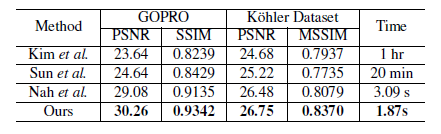 Method GOPRO Köhler Dataset Time
PSNR SSIM PSNR MSSIM
Kim et al. 23.64 0.8239 24.68 0.7937 1 hr
Sun et al. 24.64 0.8429 25.22 0.7735 20 min
Nah et al. 29.08 0.9135 26.48 0.8079 3.09 s
Ours 30.26 0.9342 26.75 0.8370 1.87s